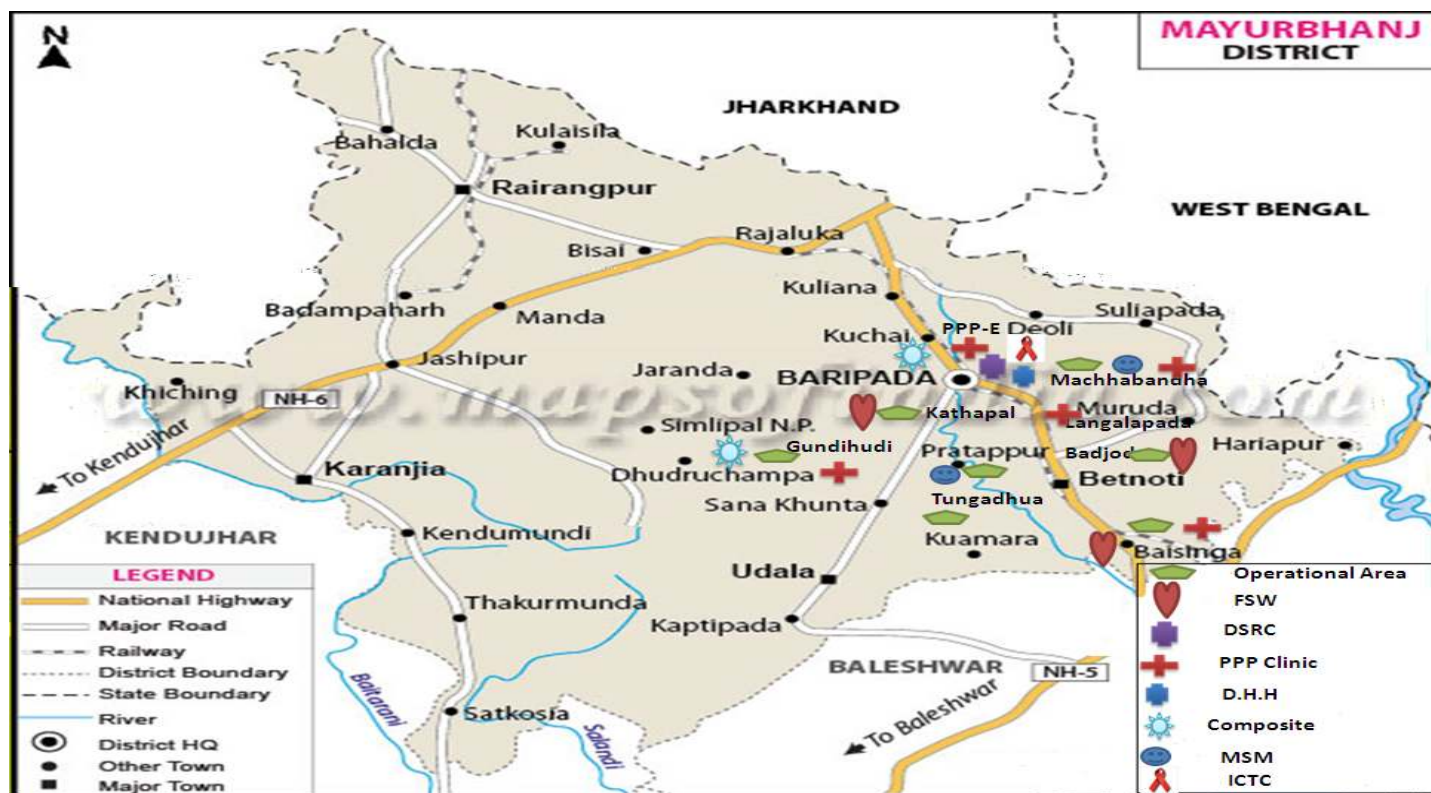 N
MAYURBHANJ
DISTRICT
JHARKHAND
WEST BENGAL
Bahalda
Kulaisila
Rairangpur
Bisai
Rajaluka
Kuliana
Badampaharh
Manda
Suliapada
Kuchai
PPP-E
Deoli
Jashipur
Jaranda
BARIPADA
Machhabandha
Khiching
NH-6
www.mapsofindia.com
Kathapal
Muruda
Langalapada
Simlipal N.P.
Gundihudi
Hariapur
To Kendujhar
Karanjia
Dhudruchampa
Pratappur
Badjod
Betnoti
Tungadhua
Sana Khunta
KENDUJHAR
Kendumundi
Kuamara
Baisinga
Udala
Thakurmunda
Kaptipada
BALESHWAR
NH-5
To Baleshwar
Baitarani
Satkosia
Salandi
LEGEND
National Highway
Major Road
Railway
District Boundary
State Boundary
River
District HQ
Other Town
Major Town
Operational Area
FSW
DSRC
PPP Clinic
D.H.H
Composite
MSM
ICTC